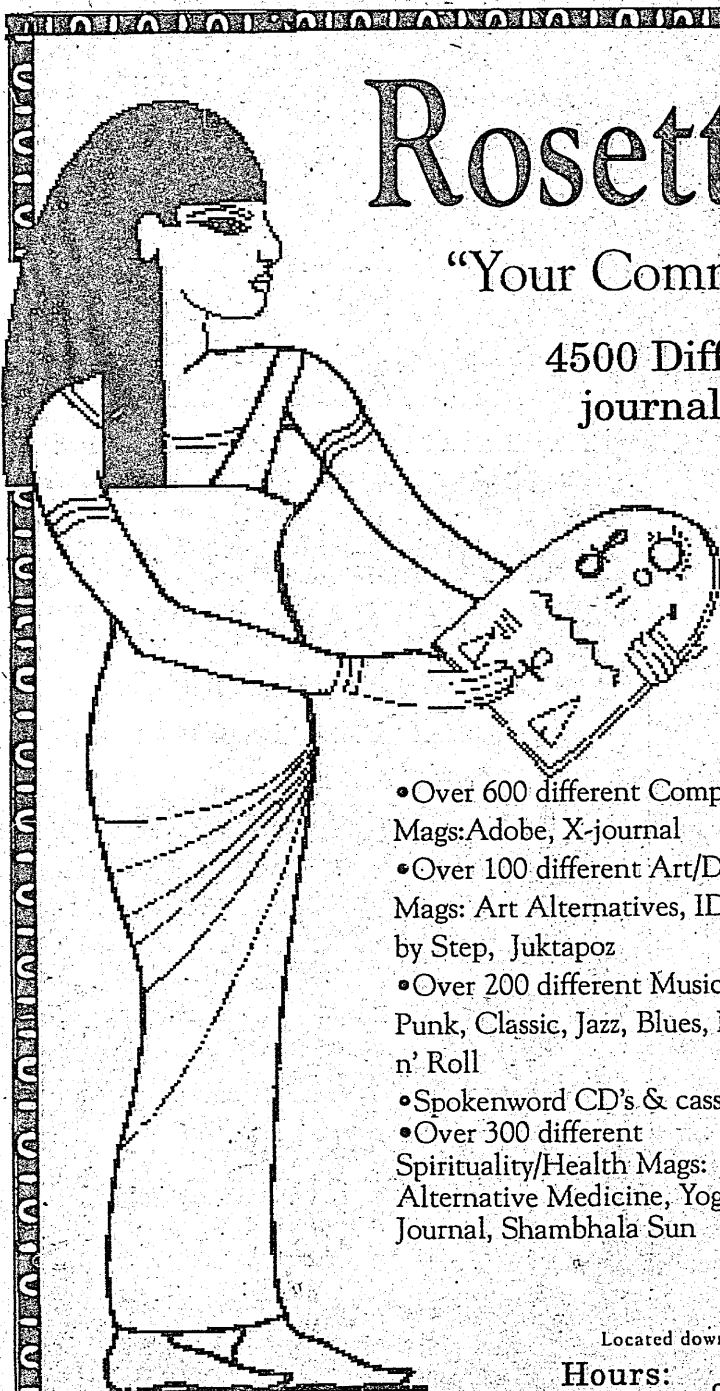 Rosett
“Your Comm
4500 Diff
journal
•Over 600 different Comp
Mags:Adobe, X-journal
•Over 100 different Art/D
Mags: Art Alternatives, ID
by Step, Juktapoz
•Over 200 different Music
Punk, Classic, Jazz, Blues,
n' Roll
•Spokenword CD's & cass
•Over 300 different
Spirituality/Health Mags:
Alternative Medicine, Yog
Journal, Shambhala Sun
Located down
Hours: